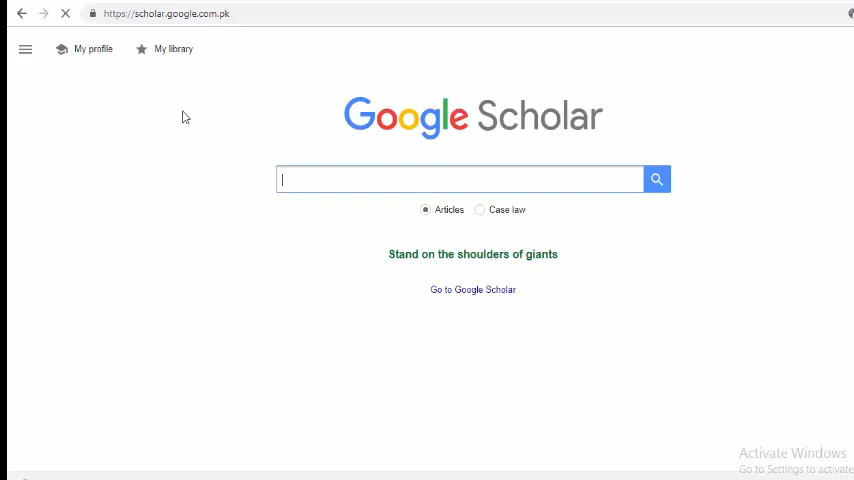 https://scholar.google.com.pk
My profile
My library
Google Scholar
Articles
Case law
Stand on the shoulders of giants
Go to Google Scholar
Activate Windows
Go to Settings to activate